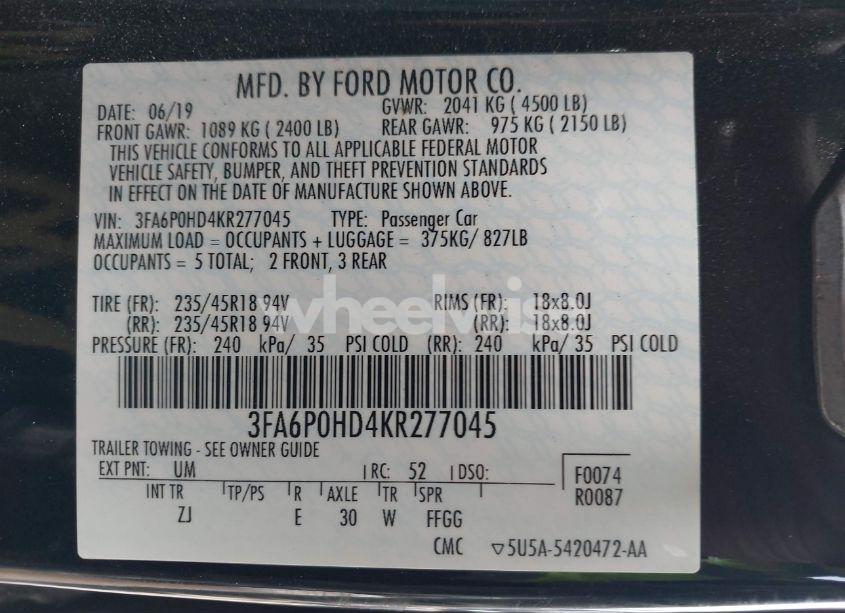 MFD. BY FORD MOTOR CO.
DATE: 06/19 GVWR: 2041 KG ( 4500 LB)
FRONT GAWR: 1089 KG ( 2400 LB) REAR GAWR: 975 KG ( 2150 LB)
THIS VEHICLE CONFORMS TO ALL APPLICABLE FEDERAL MOTOR
VEHICLE SAFETY, BUMPER, AND THEFT PREVENTION STANDARDS
IN EFFECT ON THE DATE OF MANUFACTURE SHOWN ABOVE.
VIN: 3FA6P0HD4KR277045 TYPE: Passenger Car
MAXIMUM LOAD = OCCUPANTS + LUGGAGE = 375KG/ 827LB
OCCUPANTS = 5 TOTAL; 2 FRONT, 3 REAR
TIRE (FR): 235/45R18 94V RIMS (FR): 18x8.0J
(RR): 235/45R18 94V (RR): 18x8.0J
PRESSURE (FR): 240 kPa/ 35 PSI COLD (RR): 240 kPa/ 35 PSI COLD
3FA6P0HD4KR277045
TRAILER TOWING - SEE OWNER GUIDE
EXT PNT: UM RC: 52 DSO: F0074
R0087
INT TR TP/PS R AXLE TR SPR
ZJ E 30 W FFGG
CMC ▽5U5A-5420472-AA